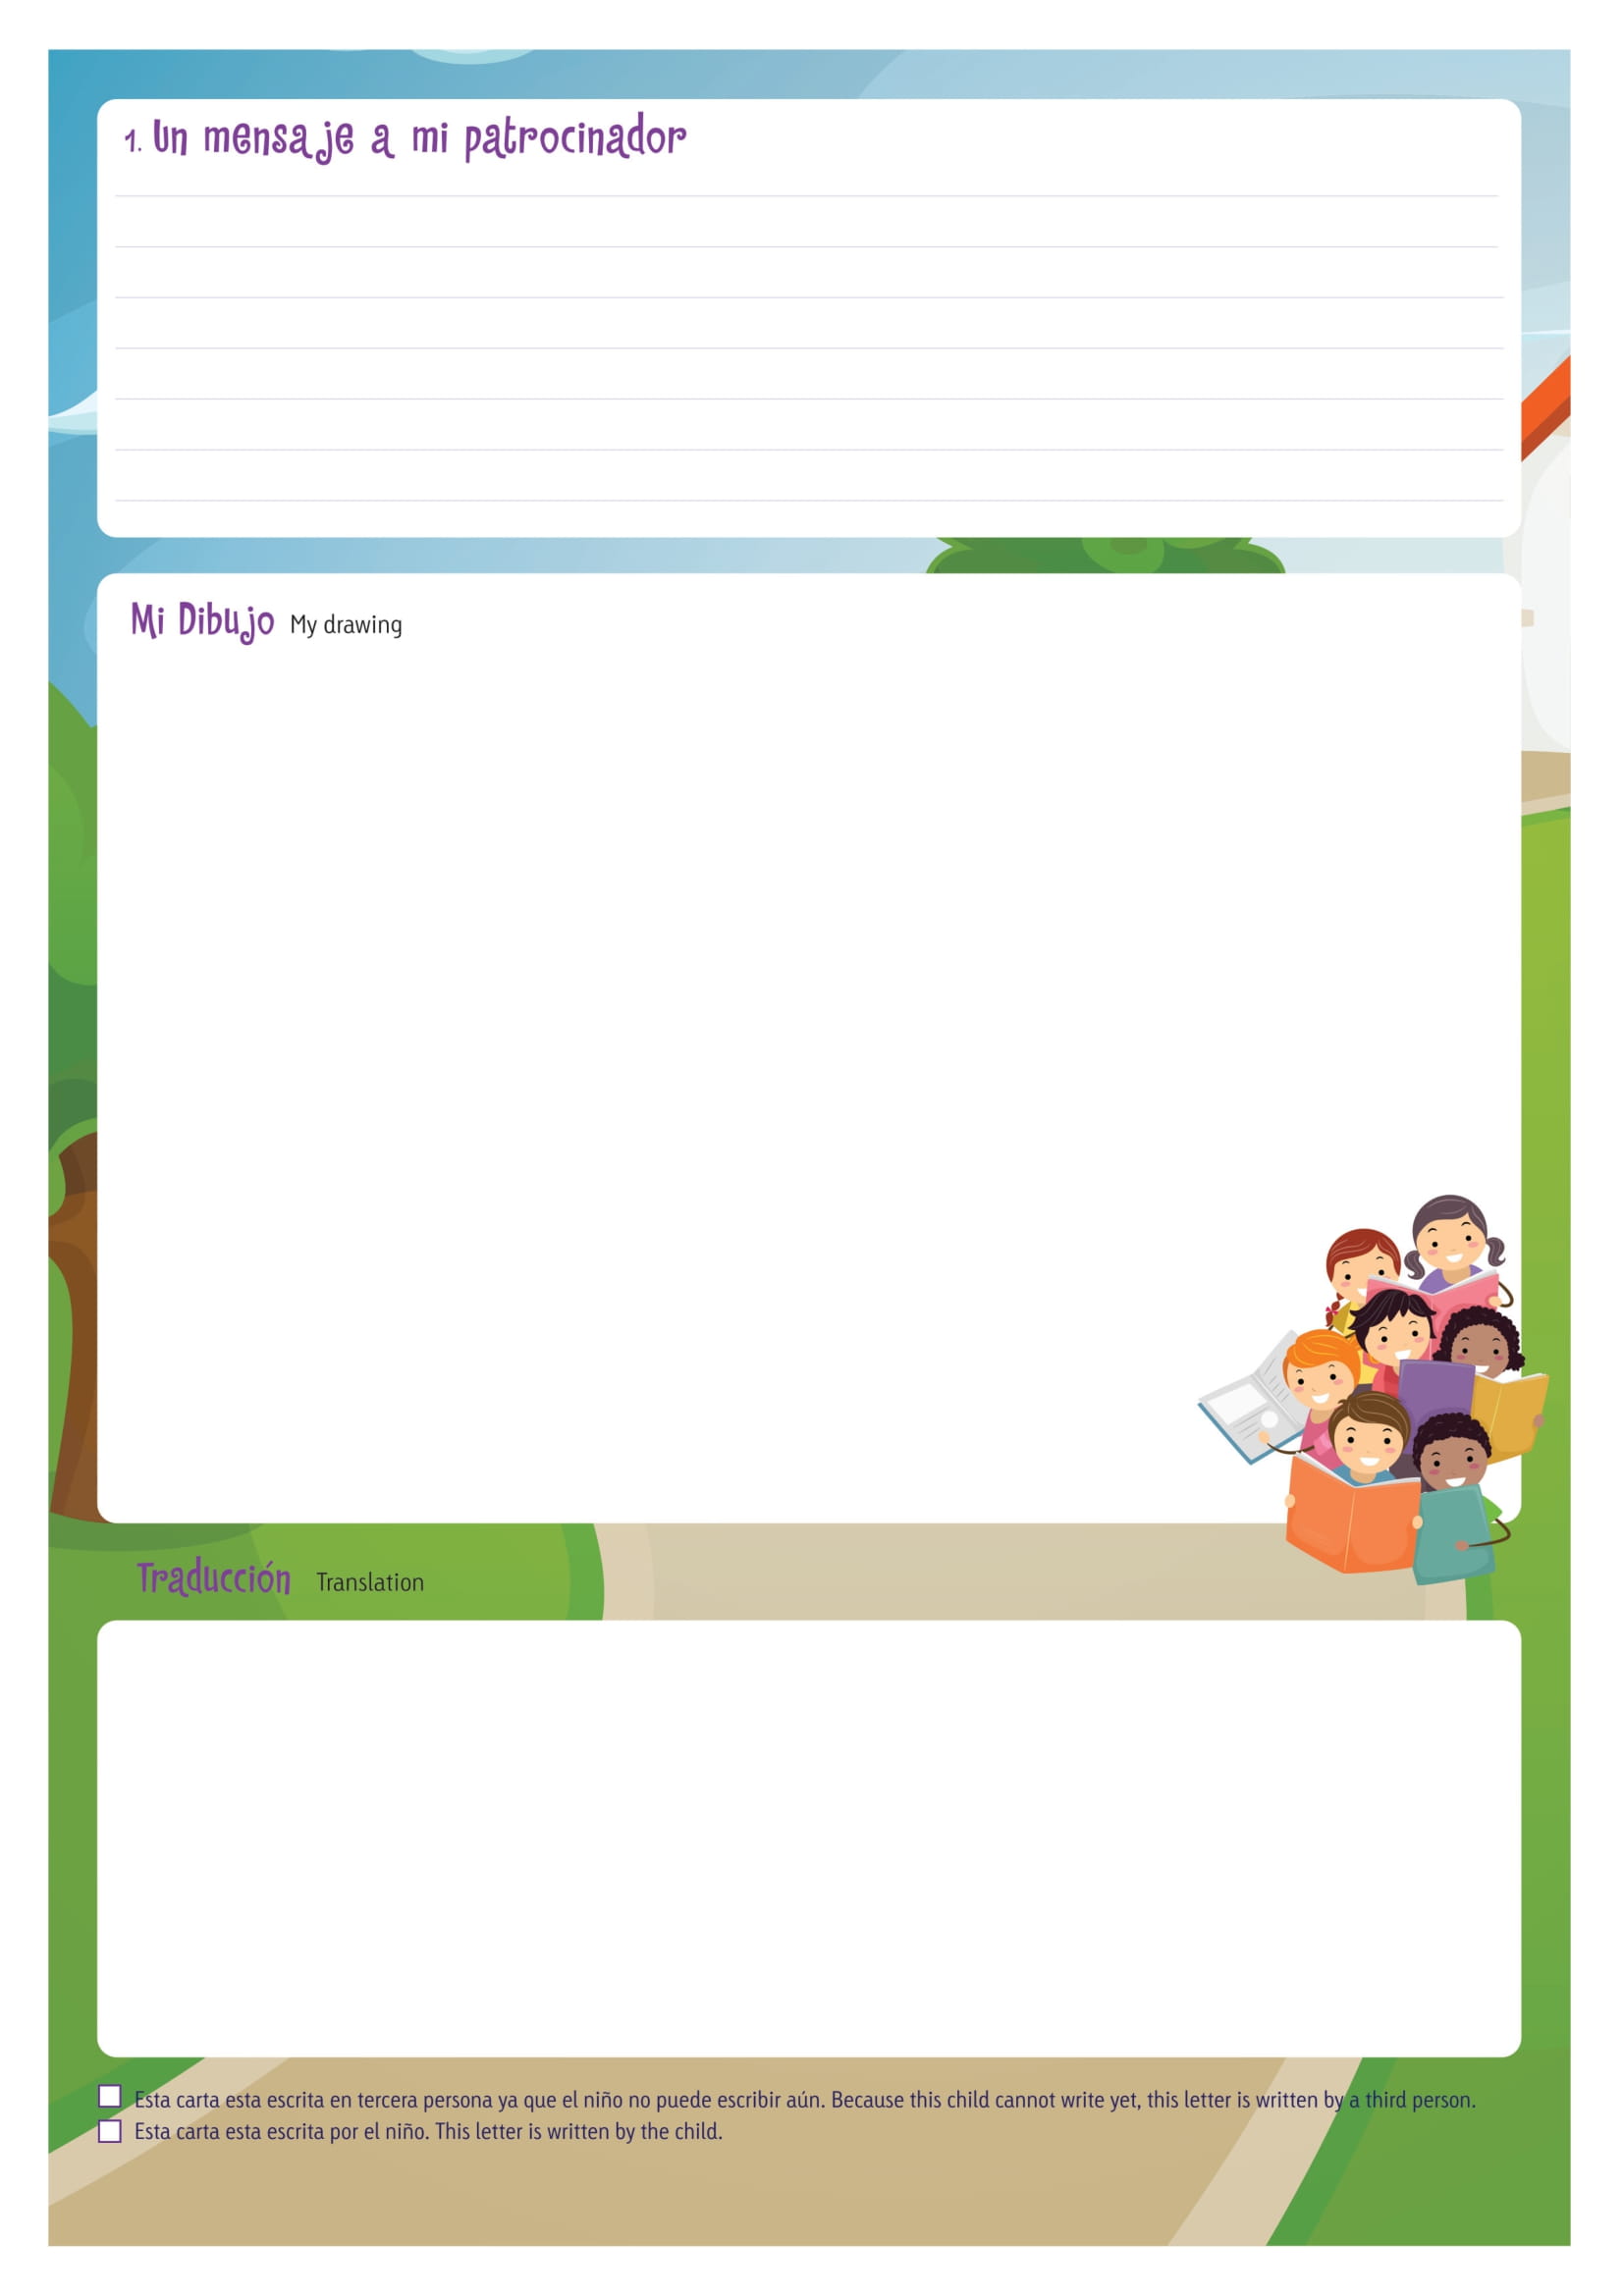 1. Un mensaje a mi patrocinador
Mi Dibujo My drawing
Traducción Translation
Esta carta esta escrita en tercera persona ya que el niño no puede escribir aún. Because this child cannot write yet, this letter is written by a third person.
Esta carta esta escrita por el niño. This letter is written by the child.